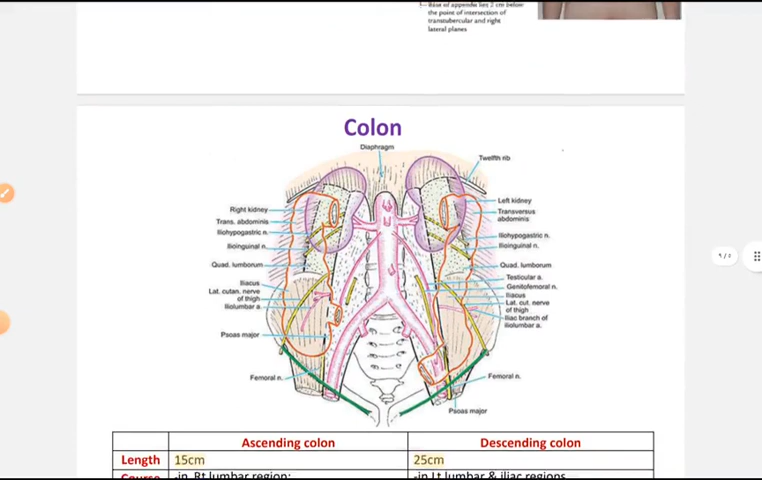 Base of appendix lies 2 cm below
the point of intersection of
transtubercular and right
lateral planes
Colon
Diaphragm
Twelfth rib
Right kidney
Trans. abdominis
Iliohypogastric n.
Ilioinguinal n.
Quad. lumborum
Iliacus
Lat. cutan. nerve
of thigh
Iliolumbar a.
Psoas major
Femoral n.
Left kidney
Transversus
abdominis
Iliohypogastric n.
Ilioinguinal n.
Quad. lumborum
Testicular a.
Genitofemoral n.
Iliacus
Lat. cut. nerve
of thigh
Iliac branch of
iliolumbar a.
Femoral n.
Psoas major
Ascending colon Descending colon
Length 15cm 25cm
Course -in Rt lumbar region: -in Lt lumbar & iliac regions